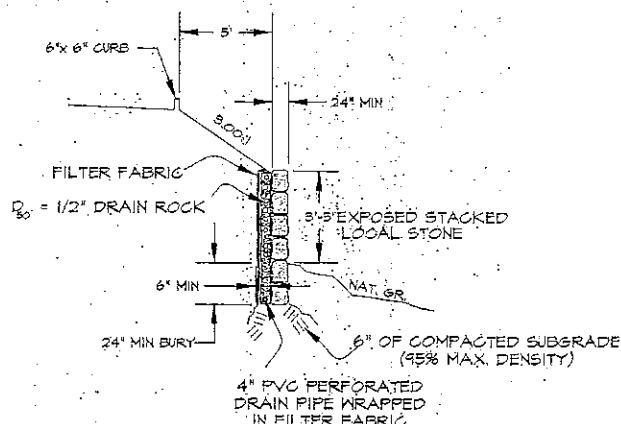 5'
6"x 6" CURB
24" MIN
3.00:1
FILTER FABRIC
D50 = 1/2" DRAIN ROCK
3'-5' EXPOSED STACKED
LOCAL STONE
6" MIN
NAT. GR.
24" MIN BURY
6" OF COMPACTED SUBGRADE
(95% MAX. DENSITY)
4" PVC PERFORATED
DRAIN PIPE WRAPPED
IN FILTER FABRIC